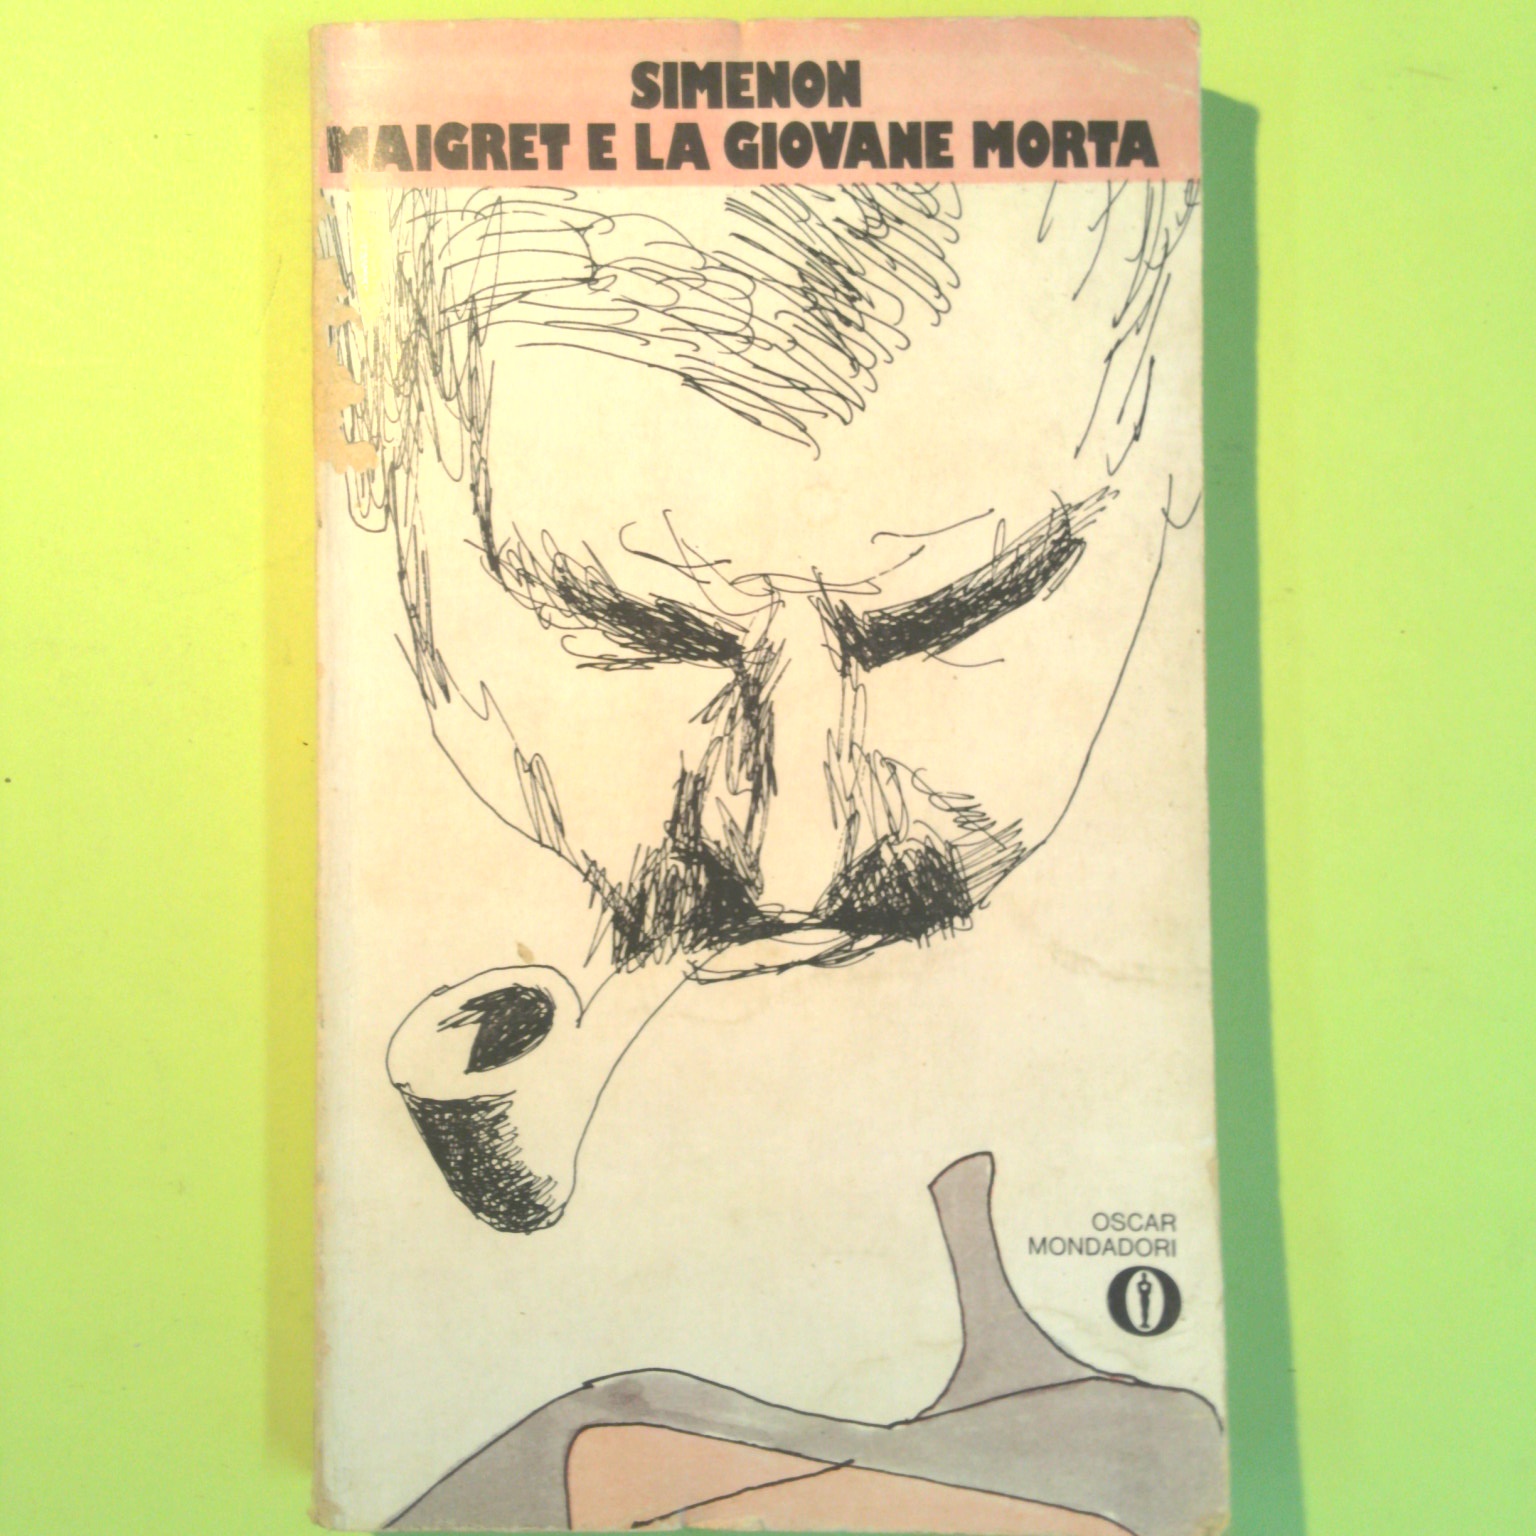 SIMENON
MAIGRET E LA GIOVANE MORTA
OSCAR
MONDADORI